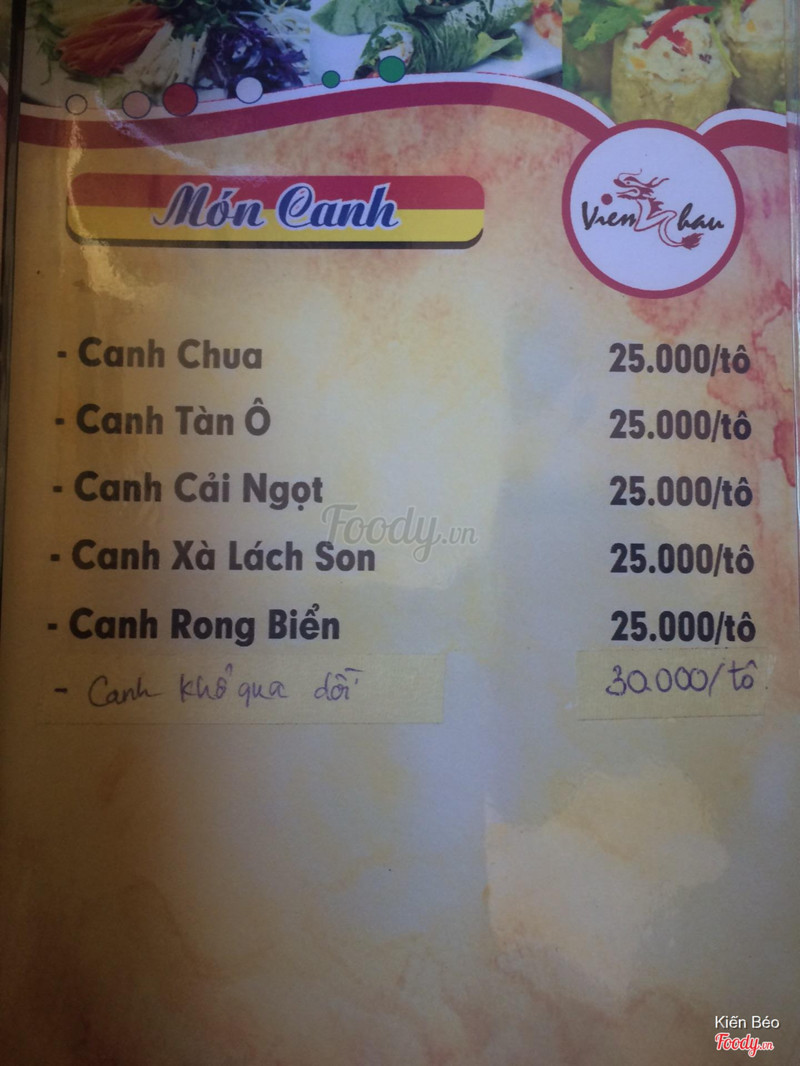 Món Canh
Vien Chau
- Canh Chua 25.000/tô
- Canh Tàn Ô 25.000/tô
- Canh Cải Ngọt 25.000/tô
Foody.vn
- Canh Xà Lách Son 25.000/tô
- Canh Rong Biển 25.000/tô
- Canh khổ qua dồi 30.000/tô
Kiến Béo
Foody.vn